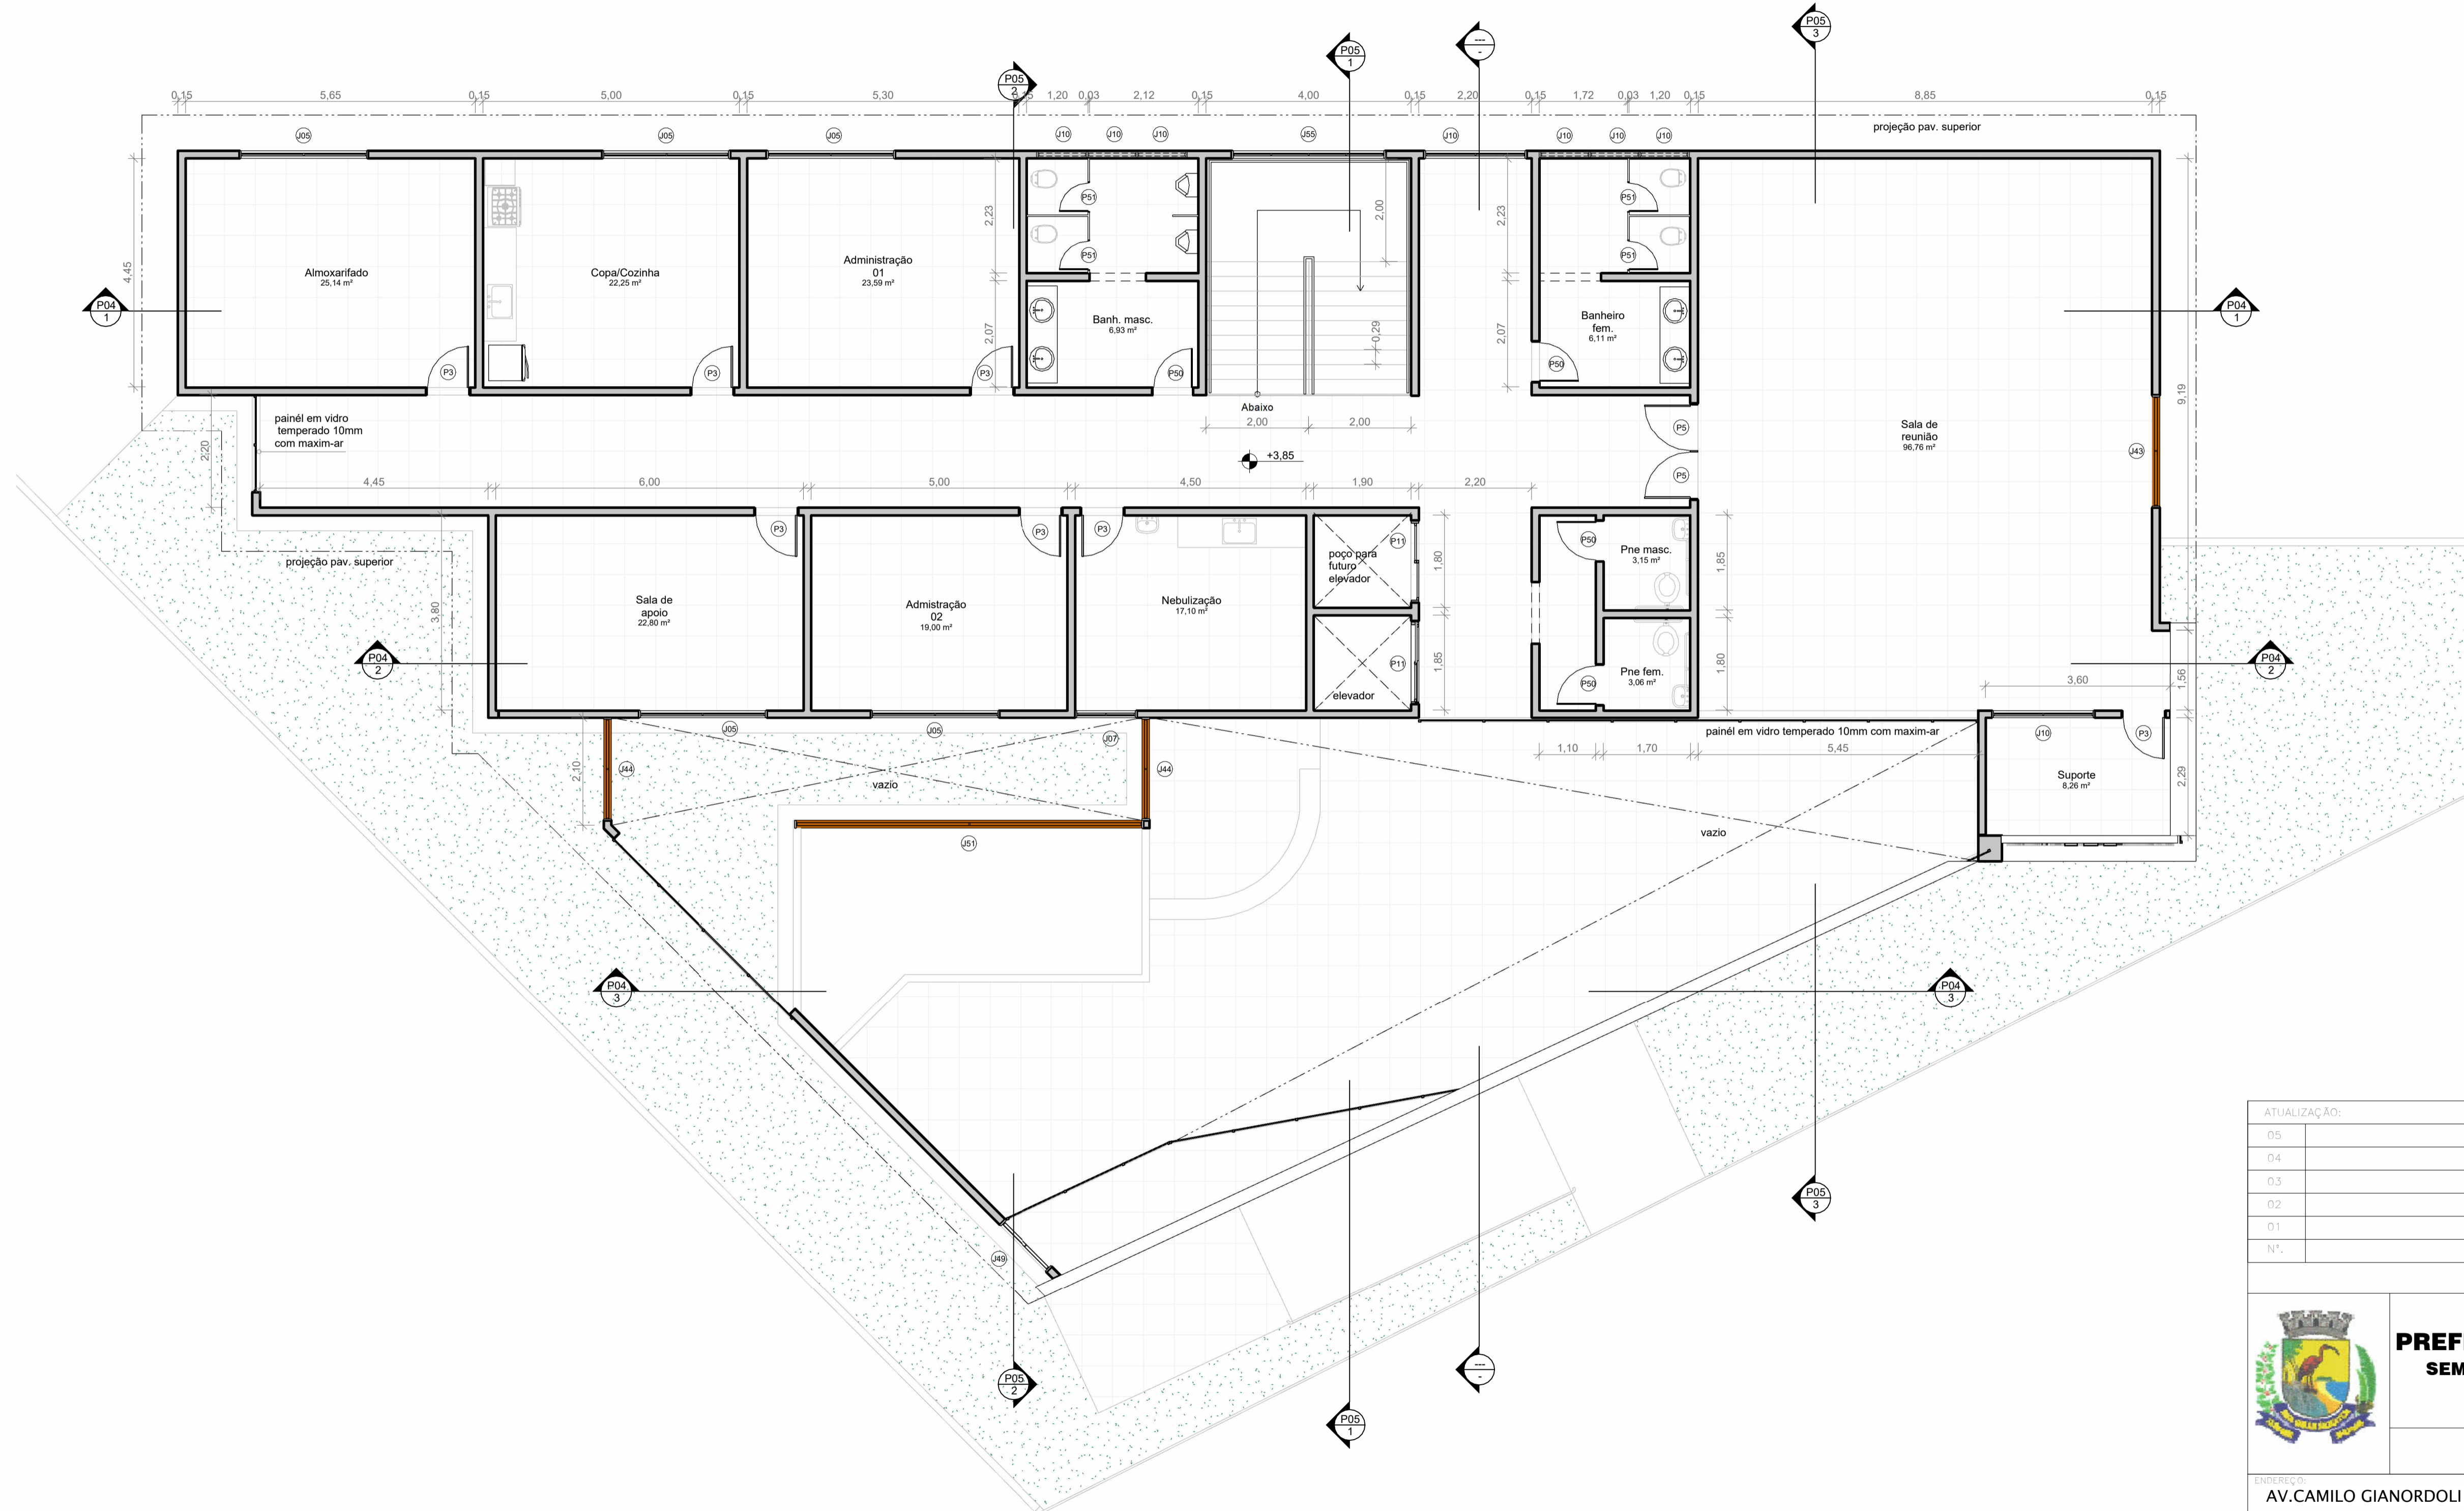 P05
3
P05
1
---
-
P05
2
0,15
5,65
0,15
5,00
0,15
5,30
0,15
1,20
0,03
2,12
0,15
4,00
0,15
2,20
0,15
1,72
0,03
1,20
0,15
8,85
0,15
projeção pav. superior
J05
J05
J05
J10
J10
J10
J55
J10
J10
J10
J10
P51
P51
P51
P51
2,23
2,00
2,23
4,45
Almoxarifado
25,14 m²
Copa/Cozinha
22,25 m²
Administração
01
23,59 m²
Banh. masc.
6,93 m²
Banheiro
fem.
6,11 m²
P04
1
P04
1
2,07
0,29
2,07
P3
P3
P3
P50
P50
9,19
Abaixo
2,00
2,00
painél em vidro
temperado 10mm
com maxim-ar
2,20
P5
P5
Sala de
reunião
96,76 m²
J43
+3,85
4,45
6,00
5,00
4,50
1,90
2,20
P3
P3
P3
P11
P50
projeção pav. superior
poço para
futuro
elevador
1,80
Pne masc.
3,15 m²
1,85
3,80
Sala de
apoio
22,80 m²
Admistração
02
19,00 m²
Nebulização
17,10 m²
P04
2
P11
elevador
1,85
P50
Pne fem.
3,06 m²
1,80
P04
2
3,60
1,56
J05
J05
J07
painél em vidro temperado 10mm com maxim-ar
J10
P3
1,10
1,70
5,45
2,10
J44
J44
vazio
Suporte
8,26 m²
2,29
vazio
J51
P04
3
P04
3
ATUALIZAÇÃO:
05
04
03
02
01
Nº.
P05
3
J49
P05
2
---
-
P05
1
PREF
SEM
ENDEREÇO:
AV.CAMILO GIANORDOLI